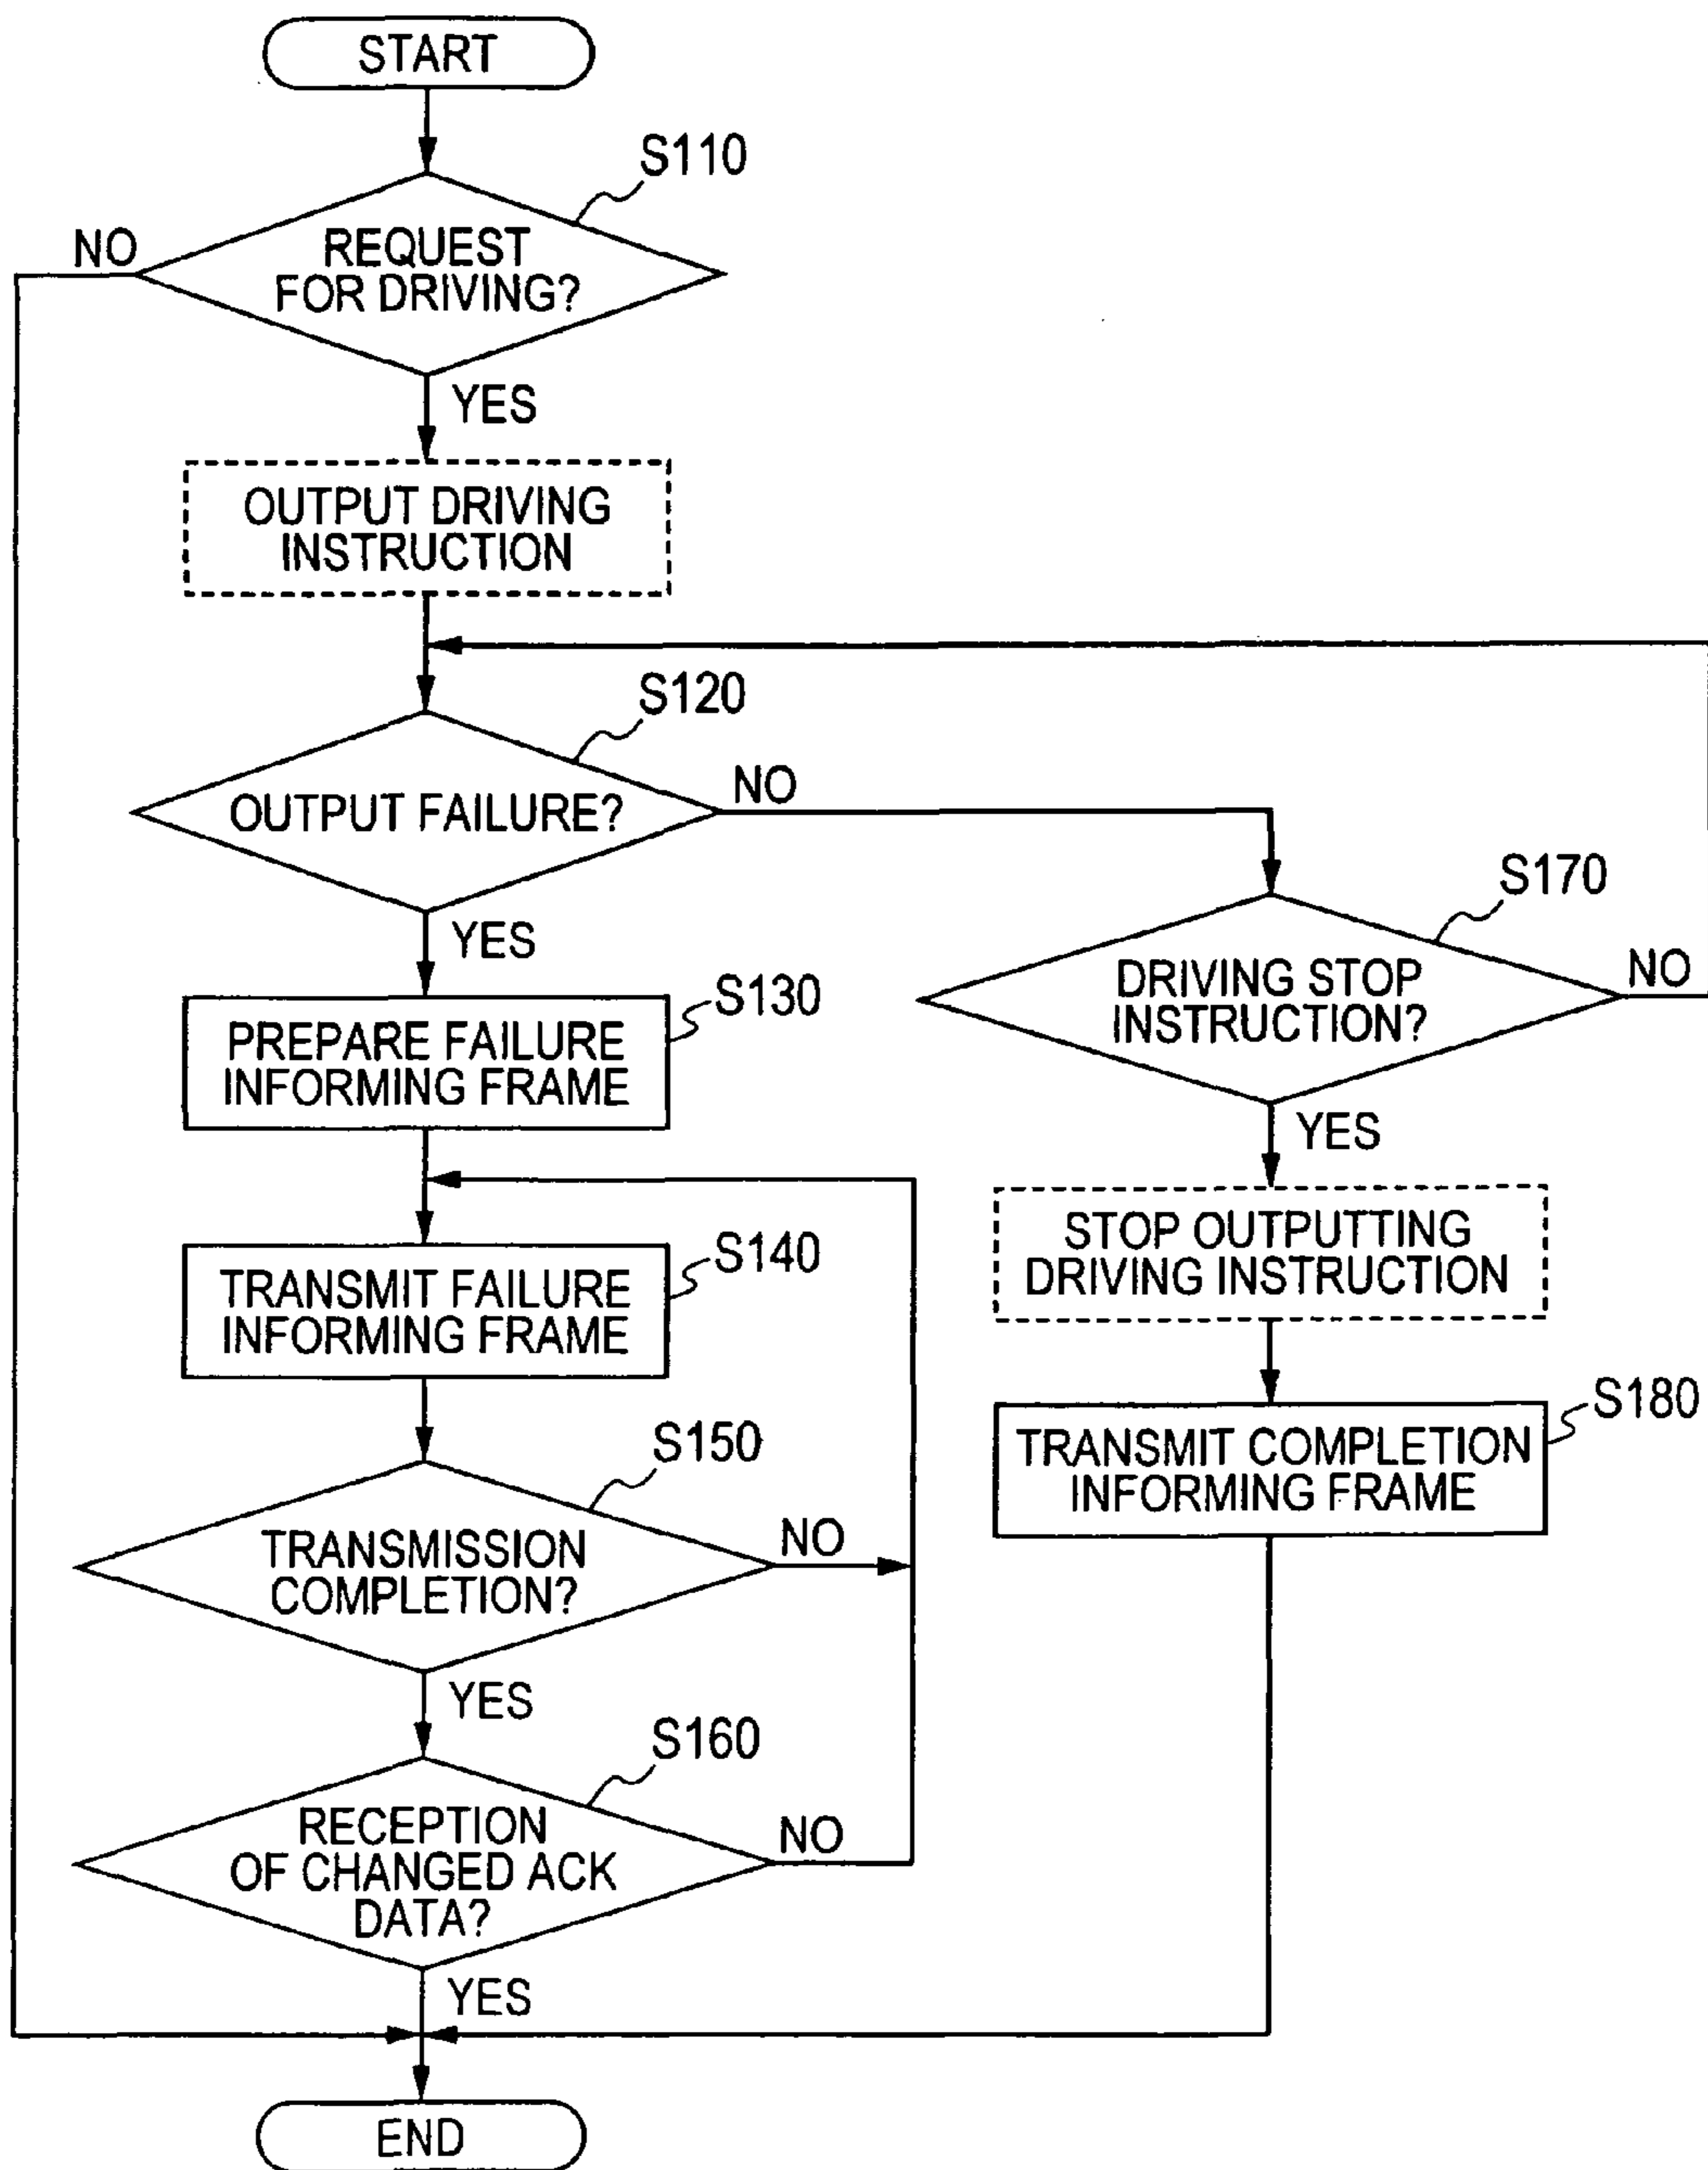 START
S110
NO
REQUEST
FOR DRIVING?
YES
OUTPUT DRIVING
INSTRUCTION
S120
OUTPUT FAILURE?
NO
YES
S170
DRIVING STOP
INSTRUCTION?
NO
YES
S130
PREPARE FAILURE
INFORMING FRAME
STOP OUTPUTTING
DRIVING INSTRUCTION
S140
TRANSMIT FAILURE
INFORMING FRAME
S180
TRANSMIT COMPLETION
INFORMING FRAME
S150
TRANSMISSION
COMPLETION?
NO
YES
S160
RECEPTION
OF CHANGED ACK
DATA?
NO
YES
END